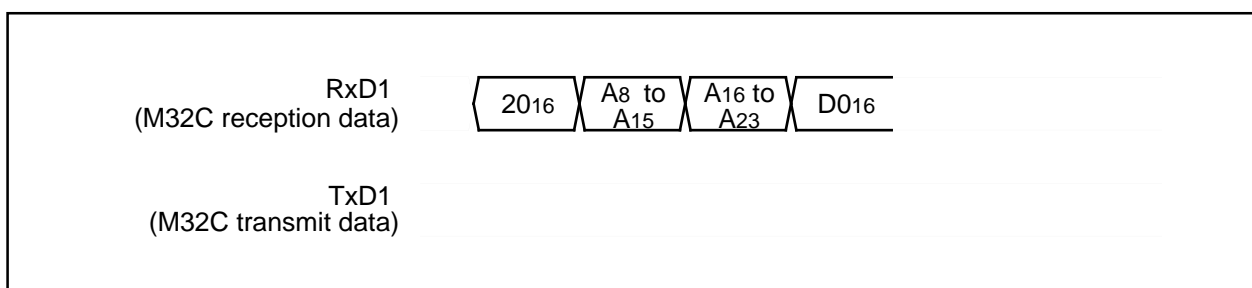 RxD1
(M32C reception data)
2016
A8 to
A15
A16 to
A23
D016
TxD1
(M32C transmit data)